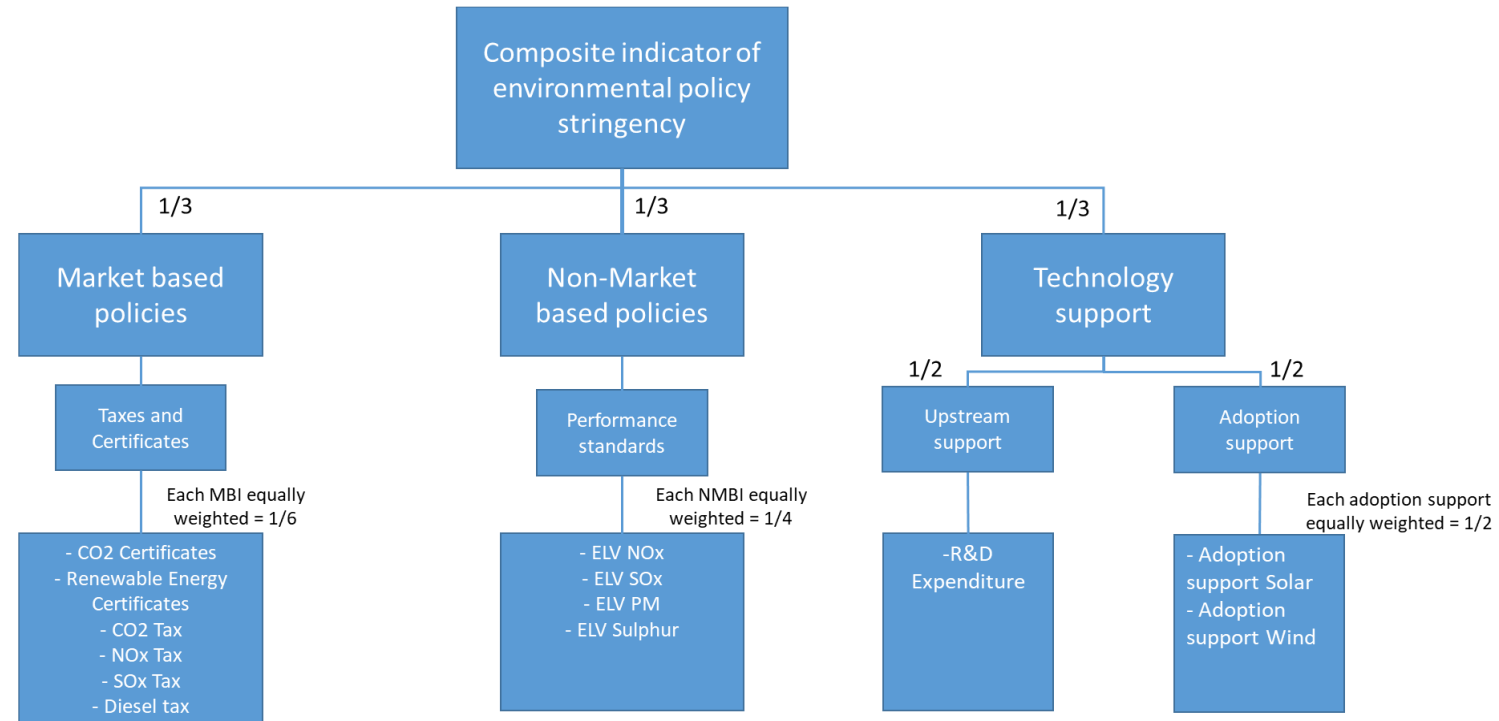 Composite indicator of
environmental policy
stringency
1/3
1/3
1/3
Market based
policies
Non-Market
based policies
Technology
support
1/2
1/2
Taxes and
Certificates
Performance
standards
Upstream
support
Adoption
support
Each MBI equally
weighted = 1/6
Each NMBI equally
weighted = 1/4
Each adoption support
equally weighted = 1/2
- CO2 Certificates
- Renewable Energy
Certificates
- CO2 Tax
- NOx Tax
- SOx Tax
- Diesel tax
- ELV NOx
- ELV SOx
- ELV PM
- ELV Sulphur
-R&D
Expenditure
- Adoption
support Solar
- Adoption
support Wind